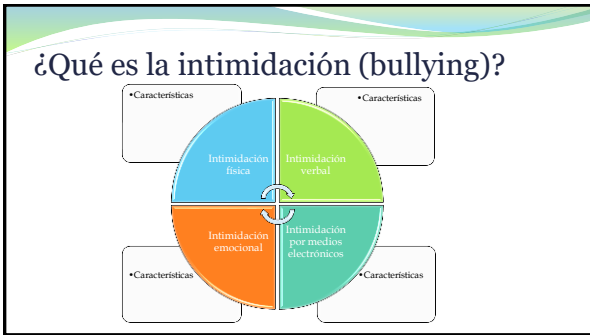 ¿Qué es la intimidación (bullying)?
•Características
•Características
Intimidación
física
Intimidación
verbal
Intimidación
emocional
Intimidación
por medios
electrónicos
•Características
•Características